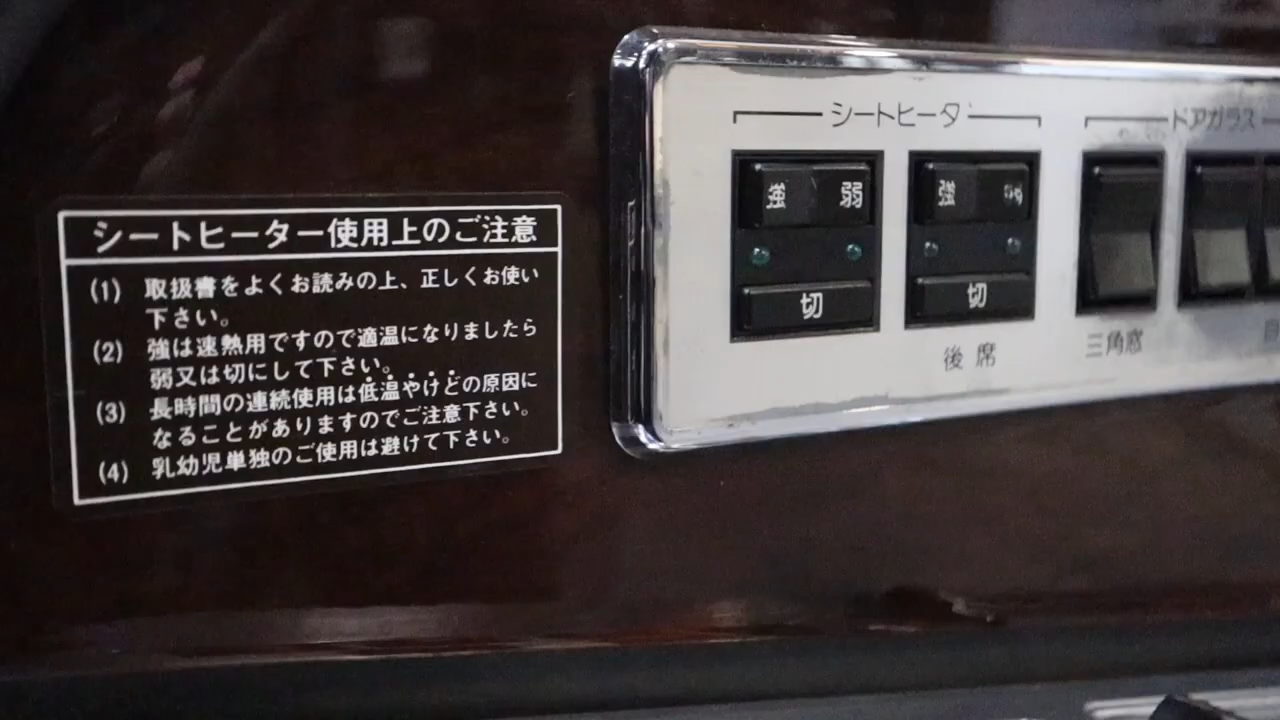 シートヒーター使用上のご注意
(1) 取扱書をよくお読みの上、正しくお使い
下さい。
(2) 強は速熱用ですので適温になりましたら
弱又は切にして下さい。
(3) 長時間の連続使用は低温やけどの原因に
なることがありますのでご注意下さい。
(4) 乳幼児単独のご使用は避けて下さい。
シートヒータ
強 弱
切
強 弱
切
後席
ドアガラス
三角窓